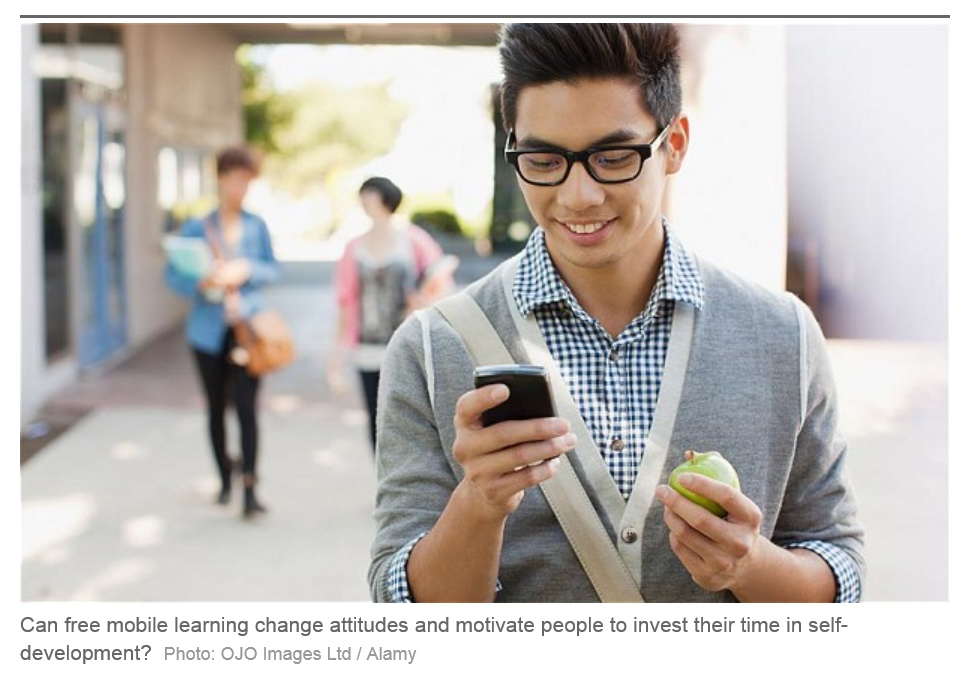 Can free mobile learning change attitudes and motivate people to invest their time in self-
development? Photo: OJO Images Ltd / Alamy